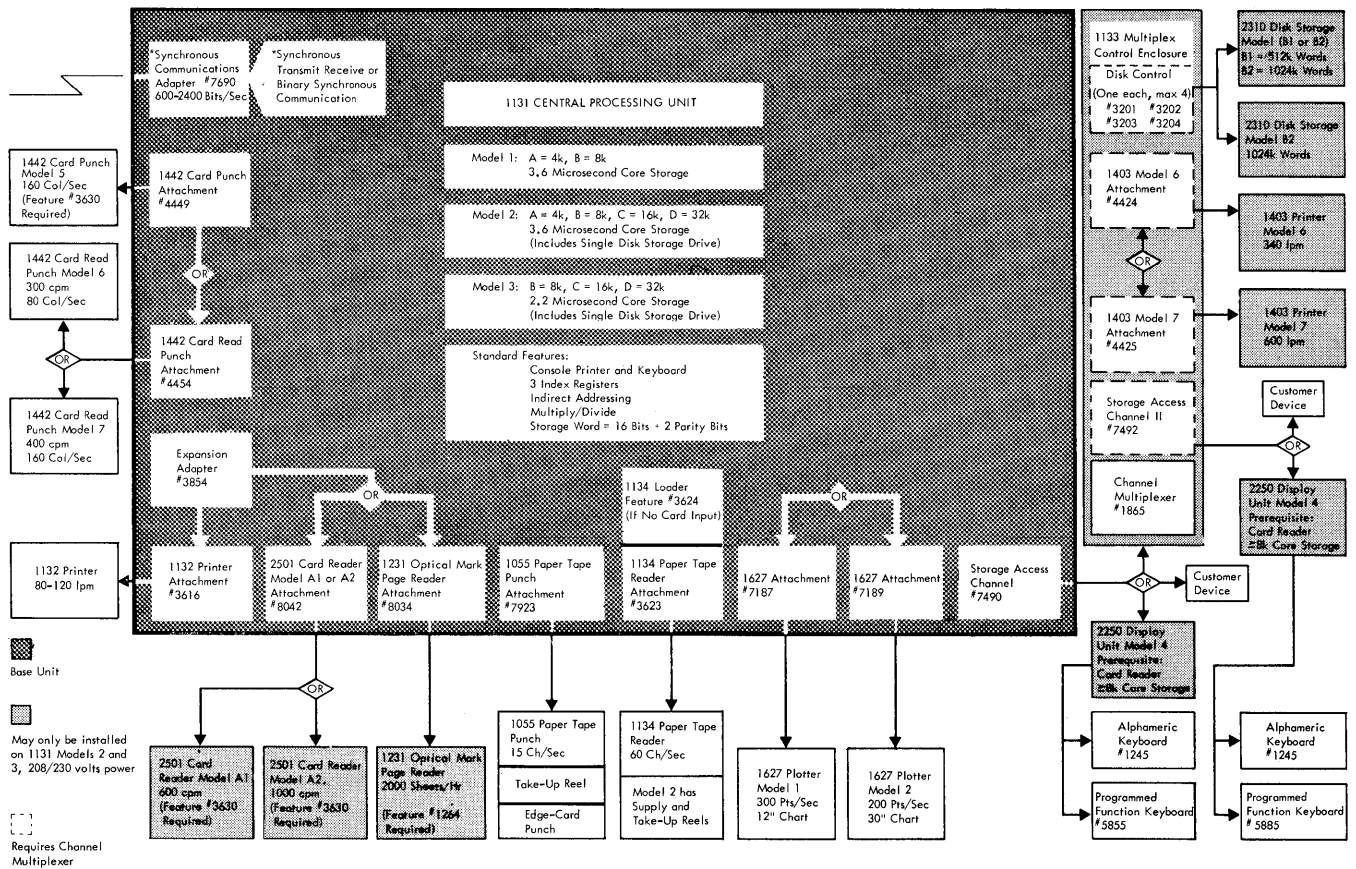 *Synchronous
Communications
Adapter #7690
600-2400 Bits/Sec
*Synchronous
Transmit Receive or
Binary Synchronous
Communication
1131 CENTRAL PROCESSING UNIT
Model 1: A = 4k, B = 8k
3.6 Microsecond Core Storage
Model 2: A = 4k, B = 8k, C = 16k, D = 32k
3.6 Microsecond Core Storage
(Includes Single Disk Storage Drive)
Model 3: B = 8k, C = 16k, D = 32k
2.2 Microsecond Core Storage
(Includes Single Disk Storage Drive)
Standard Features:
Console Printer and Keyboard
3 Index Registers
Indirect Addressing
Multiply/Divide
Storage Word = 16 Bits + 2 Parity Bits
1442 Card Punch
Model 5
160 Col/Sec
(Feature #3630
Required)
1442 Card Punch
Attachment
#4449
OR
1442 Card Read
Punch Model 6
300 cpm
80 Col/Sec
OR
1442 Card Read
Punch
Attachment
#4454
1442 Card Read
Punch Model 7
400 cpm
160 Col/Sec
Expansion
Adapter
#3854
OR
1134 Loader
Feature #3624
(If No Card Input)
OR
1132 Printer
80-120 lpm
1132 Printer
Attachment
#3616
2501 Card Reader
Model A1 or A2
Attachment
#8042
1231 Optical Mark
Page Reader
Attachment
#8034
1055 Paper Tape
Punch
Attachment
#7923
1134 Paper Tape
Reader
Attachment
#3623
1627 Attachment
#7187
1627 Attachment
#7189
Storage Access
Channel
#7490
1133 Multiplex
Control Enclosure
Disk Control
(One each, max 4)
#3201 #3202
#3203 #3204
2310 Disk Storage
Model (B1 or B2)
B1 = 512k Words
B2 = 1024k Words
2310 Disk Storage
Model B2
1024k Words
1403 Model 6
Attachment
#4424
1403 Printer
Model 6
340 lpm
OR
1403 Model 7
Attachment
#4425
1403 Printer
Model 7
600 lpm
Storage Access
Channel II
#7492
Customer
Device
OR
Channel
Multiplexer
#1865
2250 Display
Unit Model 4
Prerequisite:
Card Reader
≥8k Core Storage
OR
Customer
Device
2250 Display
Unit Model 4
Prerequisite:
Card Reader
≥8k Core Storage
Alphameric
Keyboard
#1245
Programmed
Function Keyboard
#5855
Alphameric
Keyboard
#1245
Programmed
Function Keyboard
#5885
OR
2501 Card
Reader Model A1
600 cpm
(Feature #3630
Required)
2501 Card Reader
Model A2,
1000 cpm
(Feature #3630
Required)
1231 Optical Mark
Page Reader
2000 Sheets/Hr
(Feature #1264
Required)
1055 Paper Tape
Punch
15 Ch/Sec
Take-Up Reel
Edge-Card
Punch
1134 Paper Tape
Reader
60 Ch/Sec
Model 2 has
Supply and
Take-Up Reels
1627 Plotter
Model 1
300 Pts/Sec
12" Chart
1627 Plotter
Model 2
200 Pts/Sec
30" Chart
Base Unit
May only be installed
on 1131 Models 2 and
3, 208/230 volts power
Requires Channel
Multiplexer